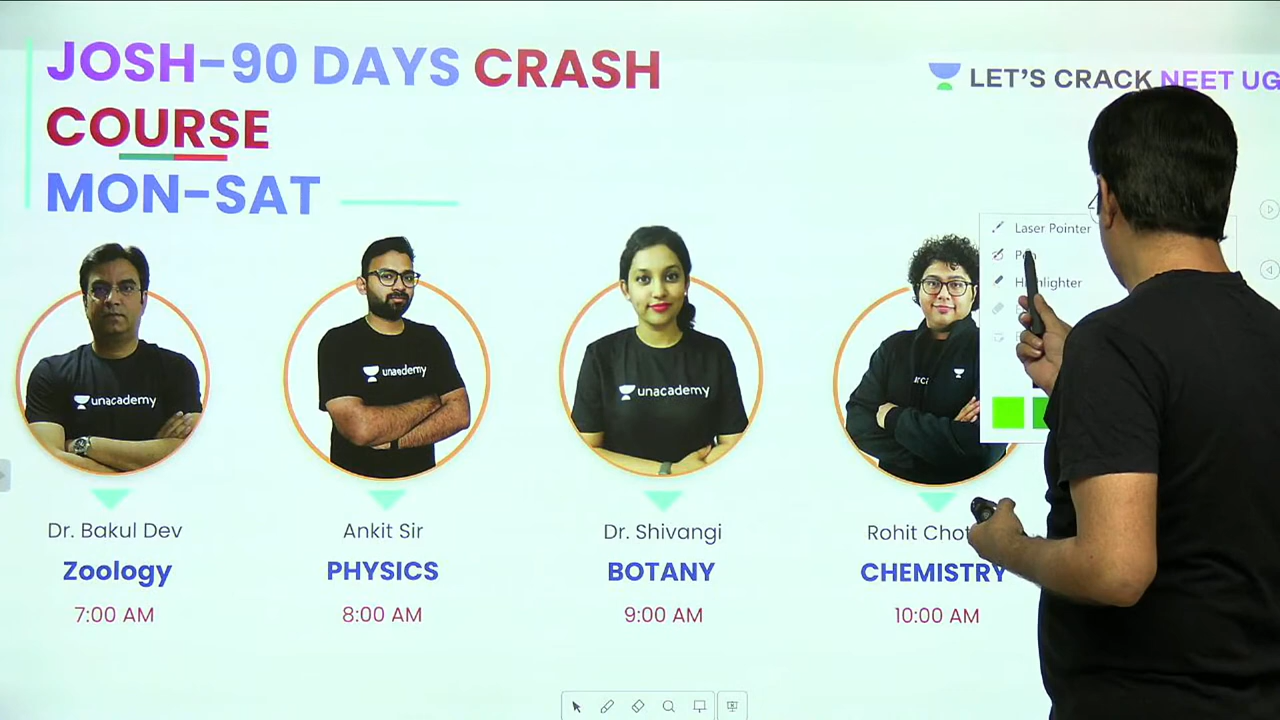 JOSH-90 DAYS CRASH
COURSE
MON-SAT
LET'S CRACK NEET UG
Laser Pointer
Highlighter
unacademy
unacademy
unacademy
Dr. Bakul Dev
Ankit Sir
Dr. Shivangi
Rohit
Zoology
PHYSICS
BOTANY
CHEMISTRY
7:00 AM
8:00 AM
9:00 AM
10:00 AM